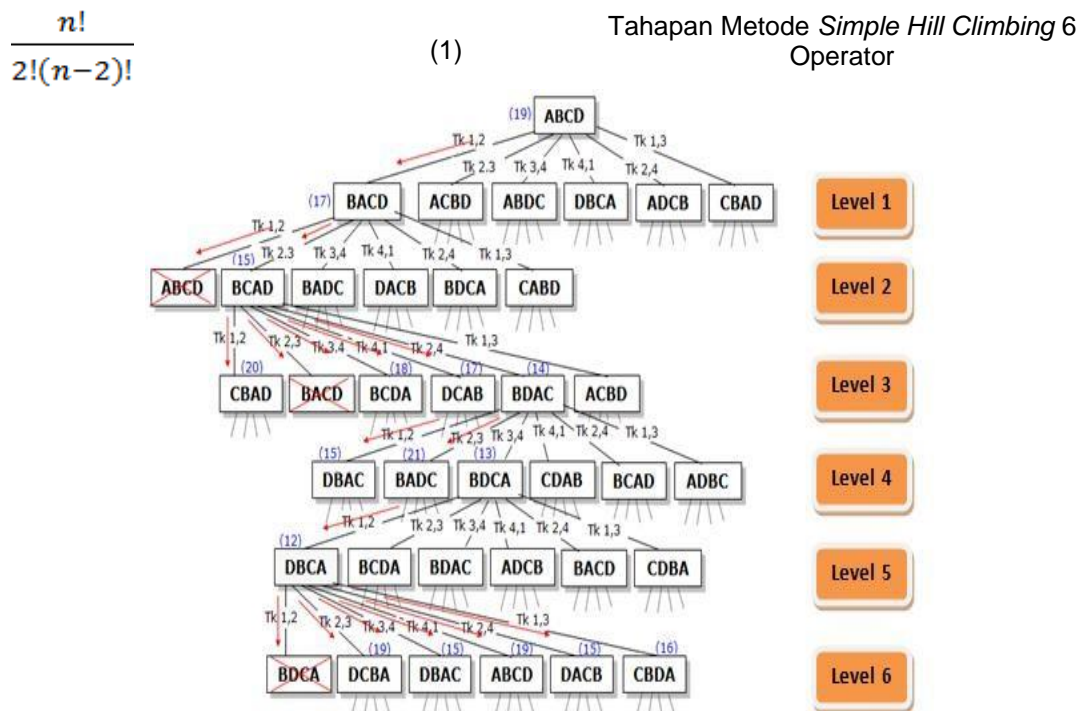 n!
2!(n−2)!
(1)
Tahapan Metode Simple Hill Climbing 6
Operator
(19) ABCD
Tk 1,2 Tk 2.3 Tk 3,4 Tk 4,1 Tk 2,4 Tk 1,3
(17) BACD ACBD ABDC DBCA ADCB CBAD Level 1
Tk 1,2 Tk 2.3 Tk 3,4 Tk 4,1 Tk 2,4 Tk 1,3
(15)
ABCD BCAD BADC DACB BDCA CABD Level 2
Tk 1,2 Tk 2,3 Tk 3,4 Tk 4,1 Tk 2,4 Tk 1,3
(20) (18) (17) (14)
CBAD BACD BCDA DCAB BDAC ACBD Level 3
Tk 1,2 Tk 2,3 Tk 3,4 Tk 4,1 Tk 2,4 Tk 1,3
(15) (21) (13)
DBAC BADC BDCA CDAB BCAD ADBC Level 4
Tk 1,2 Tk 2,3 Tk 3,4 Tk 4,1 Tk 2,4 Tk 1,3
(12)
DBCA BCDA BDAC ADCB BACD CDBA Level 5
Tk 1,2 Tk 2,3 Tk 3,4 Tk 4,1 Tk 2,4 Tk 1,3
(19) (15) (19) (15) (16)
BDCA DCBA DBAC ABCD DACB CBDA Level 6